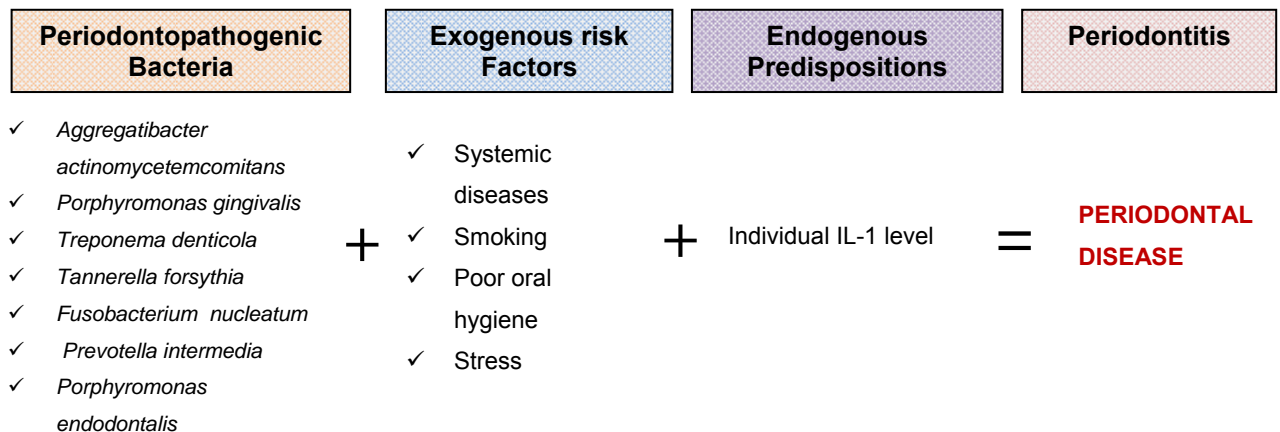 Periodontopathogenic
Bacteria
✓ Aggregatibacter
actinomycetemcomitans
✓ Porphyromonas gingivalis
✓ Treponema denticola
✓ Tannerella forsythia
✓ Fusobacterium nucleatum
✓ Prevotella intermedia
✓ Porphyromonas
endodontalis
+
Exogenous risk
Factors
✓ Systemic
diseases
✓ Smoking
✓ Poor oral
hygiene
✓ Stress
+
Endogenous
Predispositions
Individual IL-1 level
=
Periodontitis
PERIODONTAL
DISEASE